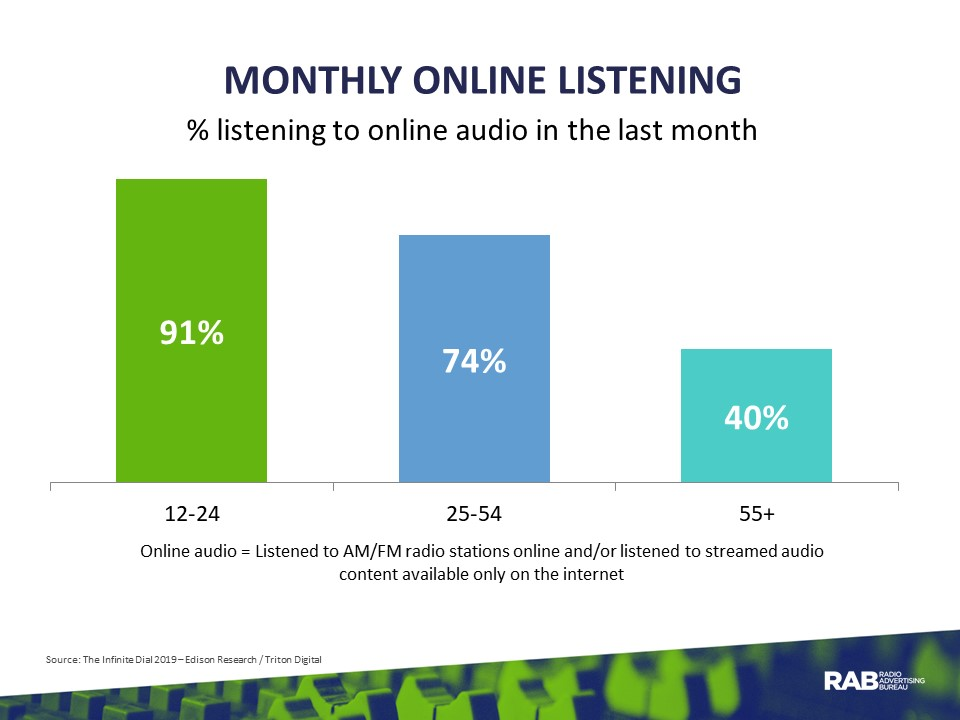 MONTHLY ONLINE LISTENING
% listening to online audio in the last month
91%
74%
40%
12-24
25-54
55+
Online audio = Listened to AM/FM radio stations online and/or listened to streamed audio
content available only on the internet
Source: The Infinite Dial 2019 – Edison Research / Triton Digital
RAB RADIO
ADVERTISING
BUREAU